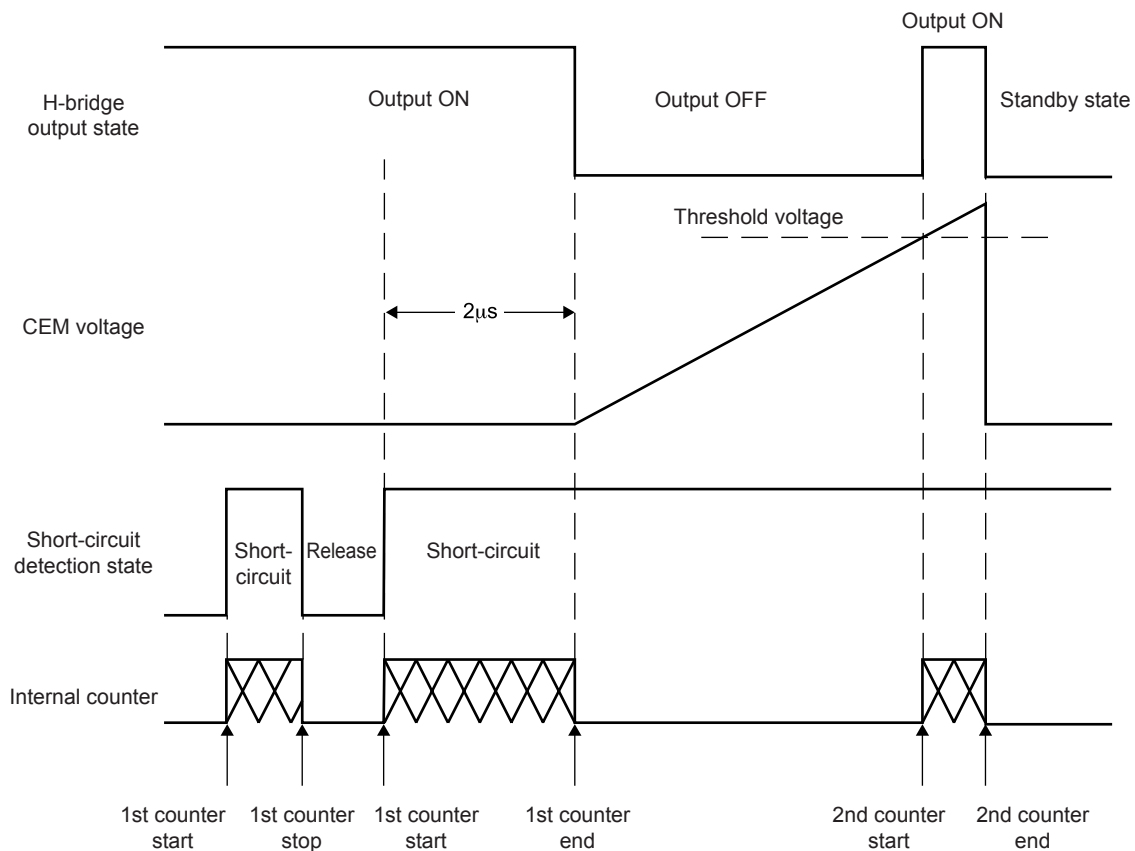 Output ON
H-bridge
output state
Output ON
Output OFF
Standby state
Threshold voltage
2μs
CEM voltage
Short-circuit
detection state
Short-
circuit
Release
Short-circuit
Internal counter
1st counter
start
1st counter
stop
1st counter
start
1st counter
end
2nd counter
start
2nd counter
end